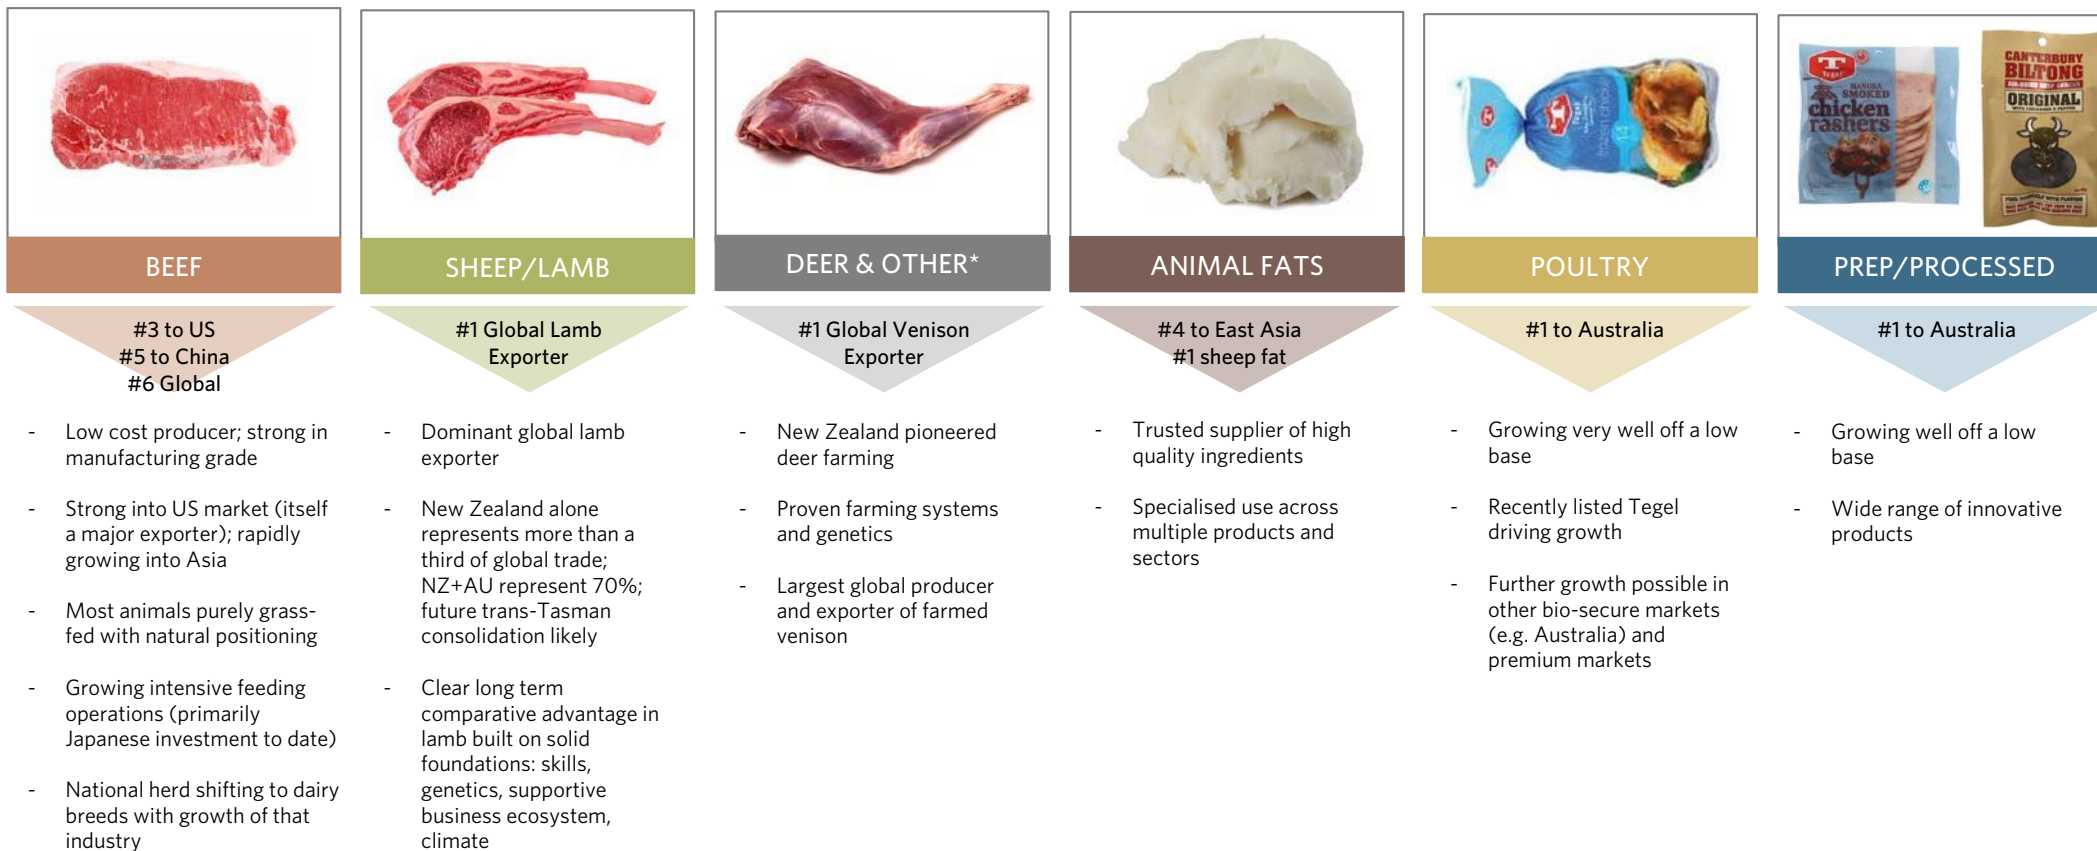 Tegel
MANUKA
SMOKED
chicken
rashers
CANTERBURY
BILTONG
ORIGINAL
Tegel
frozen chicken
14
BEEF
SHEEP/LAMB
DEER & OTHER*
ANIMAL FATS
POULTRY
PREP/PROCESSED
#3 to US
#5 to China
#6 Global
#1 Global Lamb
Exporter
#1 Global Venison
Exporter
#4 to East Asia
#1 sheep fat
#1 to Australia
#1 to Australia
- Low cost producer; strong in
manufacturing grade
- Strong into US market (itself
a major exporter); rapidly
growing into Asia
- Most animals purely grass-
fed with natural positioning
- Growing intensive feeding
operations (primarily
Japanese investment to date)
- National herd shifting to dairy
breeds with growth of that
industry
- Dominant global lamb
exporter
- New Zealand alone
represents more than a
third of global trade;
NZ+AU represent 70%;
future trans-Tasman
consolidation likely
- Clear long term
comparative advantage in
lamb built on solid
foundations: skills,
genetics, supportive
business ecosystem,
climate
- New Zealand pioneered
deer farming
- Proven farming systems
and genetics
- Largest global producer
and exporter of farmed
venison
- Trusted supplier of high
quality ingredients
- Specialised use across
multiple products and
sectors
- Growing very well off a low
base
- Recently listed Tegel
driving growth
- Further growth possible in
other bio-secure markets
(e.g. Australia) and
premium markets
- Growing well off a low
base
- Wide range of innovative
products